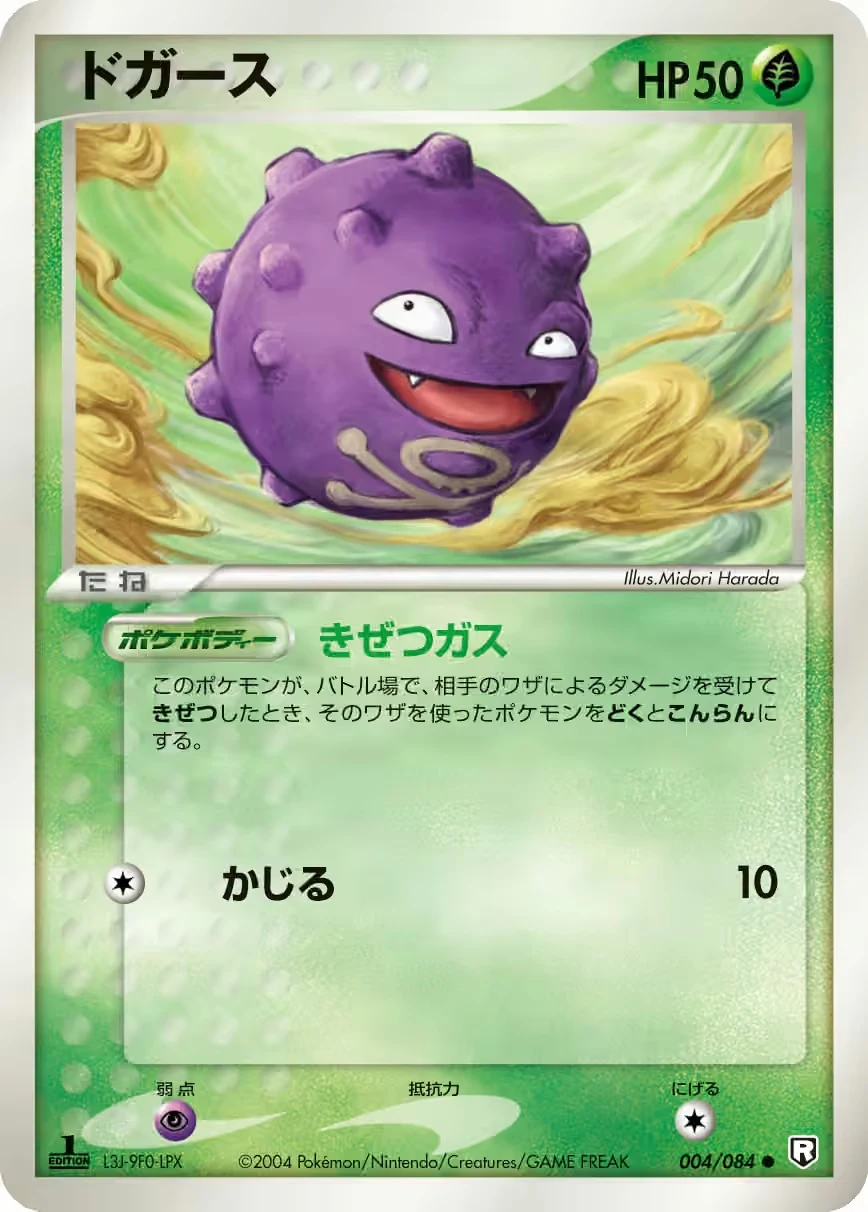 ドガース HP50
たね Illus.Midori Harada
ポケボディー きぜつガス
このポケモンが、バトル場で、相手のワザによるダメージを受けて
きぜつしたとき、そのワザを使ったポケモンをどくとこんらんに
する。
かじる 10
弱点 抵抗力 にげる
1 EDITION L3J-9F0-LPX ©2004 Pokémon/Nintendo/Creatures/GAME FREAK 004/084 ● R